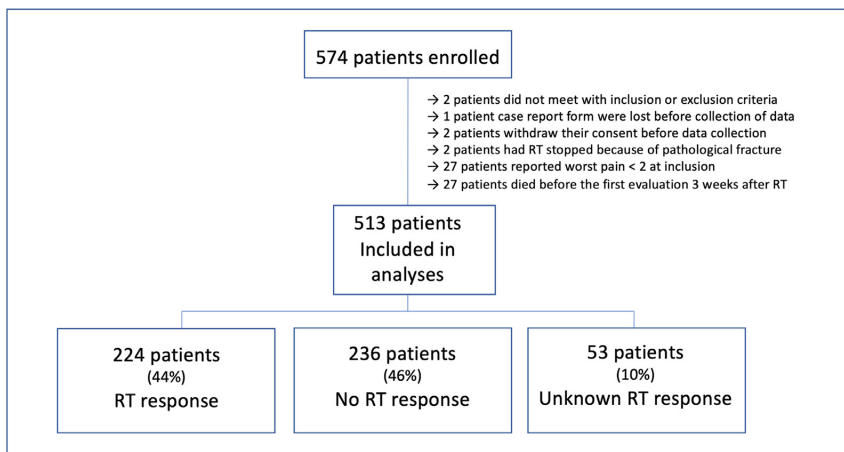 574 patients enrolled
→ 2 patients did not meet with inclusion or exclusion criteria
→ 1 patient case report form were lost before collection of data
→ 2 patients withdraw their consent before data collection
→ 2 patients had RT stopped because of pathological fracture
→ 27 patients reported worst pain < 2 at inclusion
→ 27 patients died before the first evaluation 3 weeks after RT
513 patients
Included in
analyses
224 patients
(44%)
RT response
236 patients
(46%)
No RT response
53 patients
(10%)
Unknown RT response